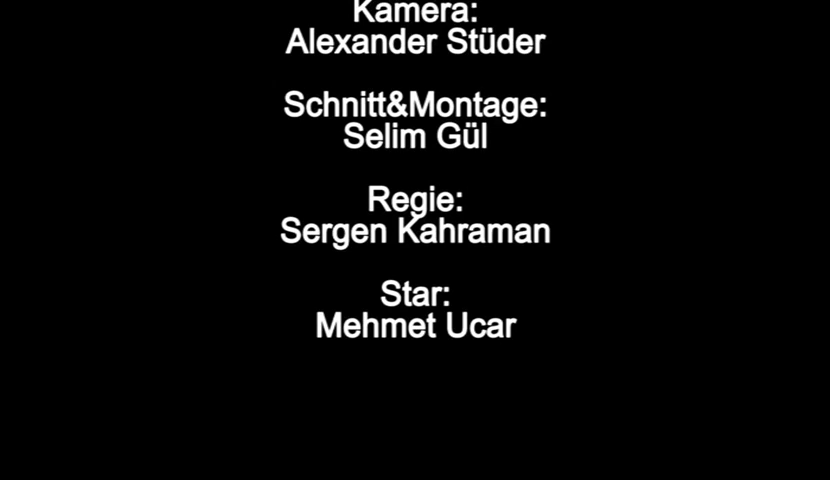 Kamera:
Alexander Stüder
Schnitt&Montage:
Selim Gül
Regie:
Sergen Kahraman
Star:
Mehmet Ucar